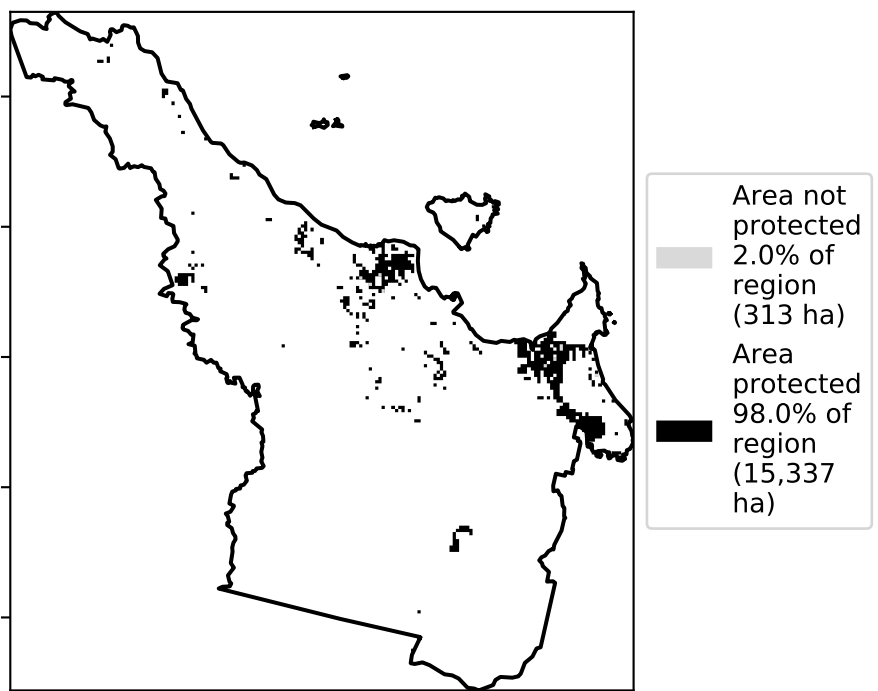 Area not
protected
2.0% of
region
(313 ha)
Area
protected
98.0% of
region
(15,337
ha)